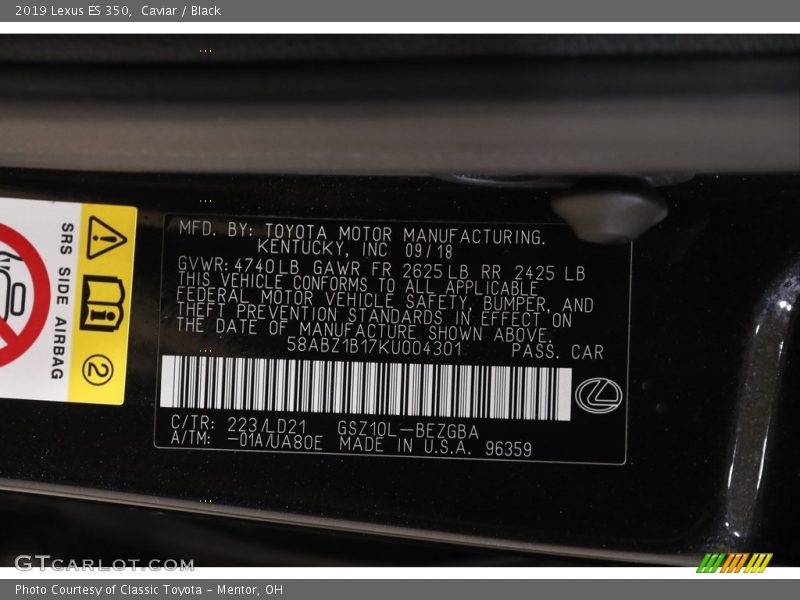 2019 Lexus ES 350,  Caviar / Black
MFD. BY: TOYOTA MOTOR MANUFACTURING.
KENTUCKY, INC 09/18
GVWR:4740LB GAWR FR 2625LB RR 2425 LB
THIS VEHICLE CONFORMS TO ALL APPLICABLE
FEDERAL MOTOR VEHICLE SAFETY, BUMPER, AND
THEFT PREVENTION STANDARDS IN EFFECT ON
THE DATE OF MANUFACTURE SHOWN ABOVE.
58ABZ1B17KU004301 PASS. CAR
C/TR: 223/LD21 GSZ10L-BEZGBA
A/TM: -01A/UA80E MADE IN U.S.A. 96359
SRS SIDE AIRBAG
2
GTCARLOT.COM
Photo Courtesy of Classic Toyota - Mentor, OH